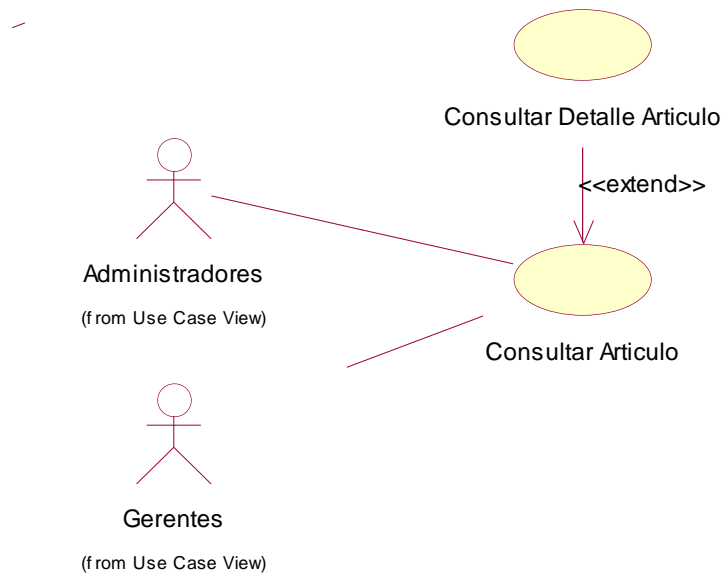 Consultar Detalle Articulo
<<extend>>
Administradores
(from Use Case View)
Consultar Articulo
Gerentes
(from Use Case View)